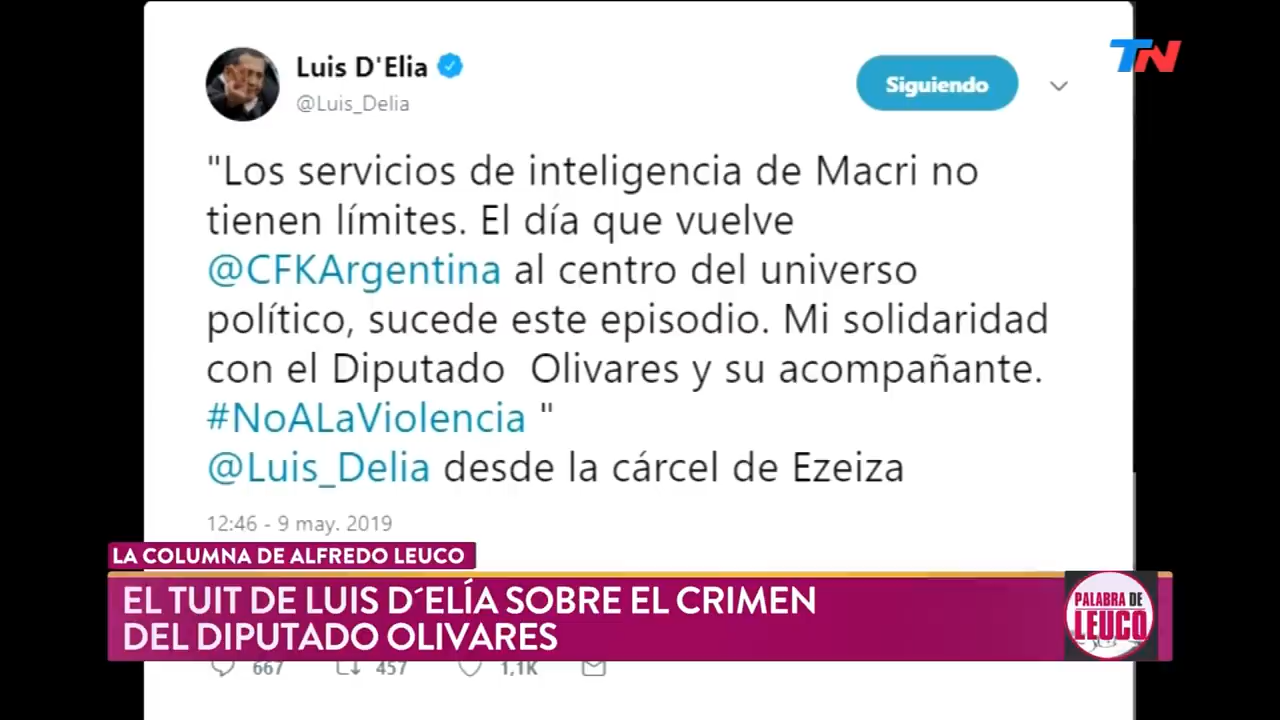 TN
Luis D'Elia
@Luis_Delia
Siguiendo
"Los servicios de inteligencia de Macri no
tienen límites. El día que vuelve
@CFKArgentina al centro del universo
político, sucede este episodio. Mi solidaridad
con el Diputado  Olivares y su acompañante.
#NoALaViolencia "
@Luis_Delia desde la cárcel de Ezeiza
12:46 - 9 may. 2019
LA COLUMNA DE ALFREDO LEUCO
EL TUIT DE LUIS D´ELÍA SOBRE EL CRIMEN
DEL DIPUTADO OLIVARES
PALABRA DE
LEUCO
667 457 1,1K